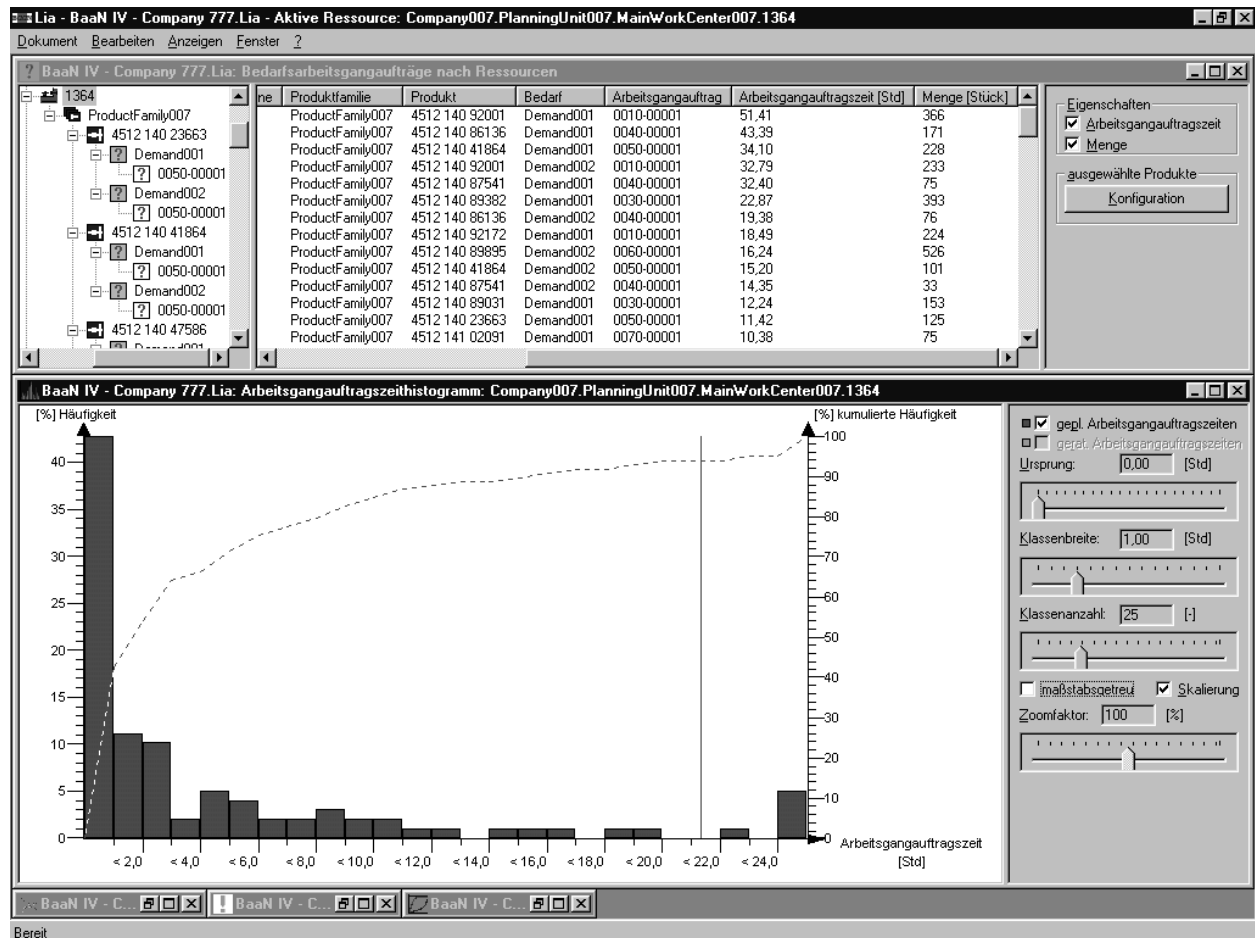 Lia - BaaN IV - Company 777.Lia - Aktive Ressource: Company007.PlanningUnit007.MainWorkCenter007.1364
Dokument Bearbeiten Anzeigen Fenster ?
? BaaN IV - Company 777.Lia: Bedarfsarbeitsgangaufträge nach Ressourcen
1364
ProductFamily007
4512 140 23663
? Demand001
? 0050-00001
? Demand002
? 0050-00001
4512 140 41864
? Demand001
? 0050-00001
? Demand002
? 0050-00001
4512 140 47586
ne Produktfamilie Produkt Bedarf Arbeitsgangauftrag Arbeitsgangauftragszeit [Std] Menge [Stück]
ProductFamily007 4512 140 92001 Demand001 0010-00001 51,41 366
ProductFamily007 4512 140 86136 Demand001 0040-00001 43,39 171
ProductFamily007 4512 140 41864 Demand001 0050-00001 34,10 228
ProductFamily007 4512 140 92001 Demand002 0010-00001 32,79 233
ProductFamily007 4512 140 87541 Demand001 0040-00001 32,40 75
ProductFamily007 4512 140 89382 Demand001 0030-00001 22,87 393
ProductFamily007 4512 140 86136 Demand002 0040-00001 19,38 76
ProductFamily007 4512 140 92172 Demand001 0010-00001 18,49 224
ProductFamily007 4512 140 89895 Demand002 0060-00001 16,24 526
ProductFamily007 4512 140 41864 Demand002 0050-00001 15,20 101
ProductFamily007 4512 140 87541 Demand002 0040-00001 14,35 33
ProductFamily007 4512 140 89031 Demand001 0030-00001 12,24 153
ProductFamily007 4512 140 23663 Demand001 0050-00001 11,42 125
ProductFamily007 4512 141 02091 Demand001 0070-00001 10,38 75
Eigenschaften
Arbeitsgangauftragszeit
Menge
ausgewählte Produkte
Konfiguration
BaaN IV - Company 777.Lia: Arbeitsgangauftragszeithistogramm: Company007.PlanningUnit007.MainWorkCenter007.1364
[%] Häufigkeit
40
35
30
25
20
15
10
5
0
[%] kumulierte Häufigkeit
100
90
80
70
60
50
40
30
20
10
0
< 2,0 < 4,0 < 6,0 < 8,0 < 10,0 < 12,0 < 14,0 < 16,0 < 18,0 < 20,0 < 22,0 < 24,0
Arbeitsgangauftragszeit
[Std]
gepl. Arbeitsgangauftragszeiten
gerat. Arbeitsgangauftragszeiten
Ursprung: 0,00 [Std]
Klassenbreite: 1,00 [Std]
Klassenanzahl: 25 [-]
maßstabsgetreu Skalierung
Zoomfaktor: 100 [%]
BaaN IV - C... ! BaaN IV - C... BaaN IV - C...
Bereit